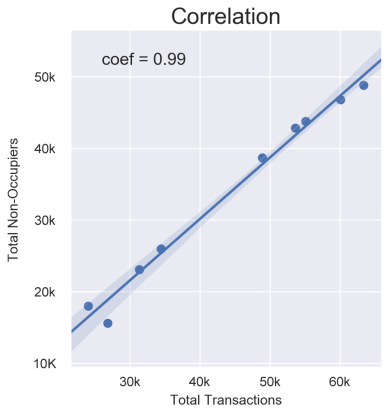 Correlation
coef = 0.99
50k
40k
30k
20k
10K
Total Non-Occupiers
30k
40k
50k
60k
Total Transactions